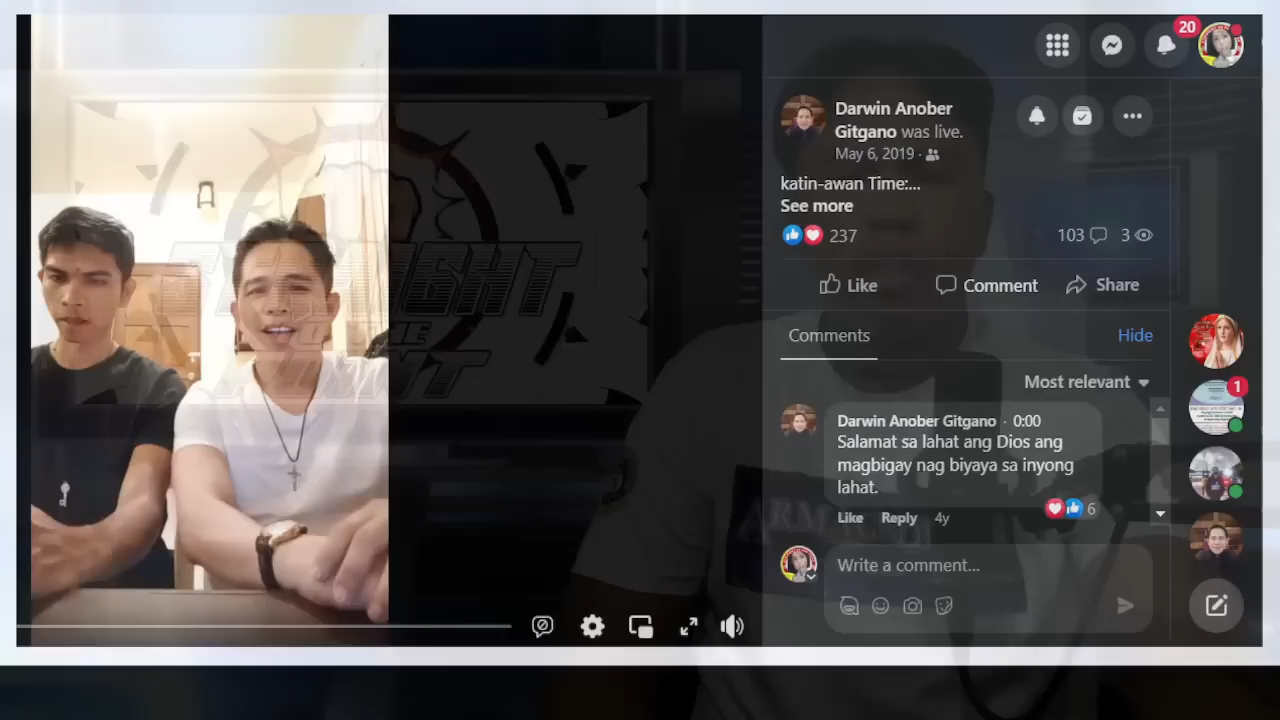 20
Darwin Anober
Gitgano was live.
May 6, 2019 ·
katin-awan Time:...
See more
237
103
3
Like
Comment
Share
Comments
Hide
Most relevant
Darwin Anober Gitgano · 0:00
Salamat sa lahat ang Dios ang
magbigay nag biyaya sa inyong
lahat.
6
Like Reply 4y
Write a comment...
1